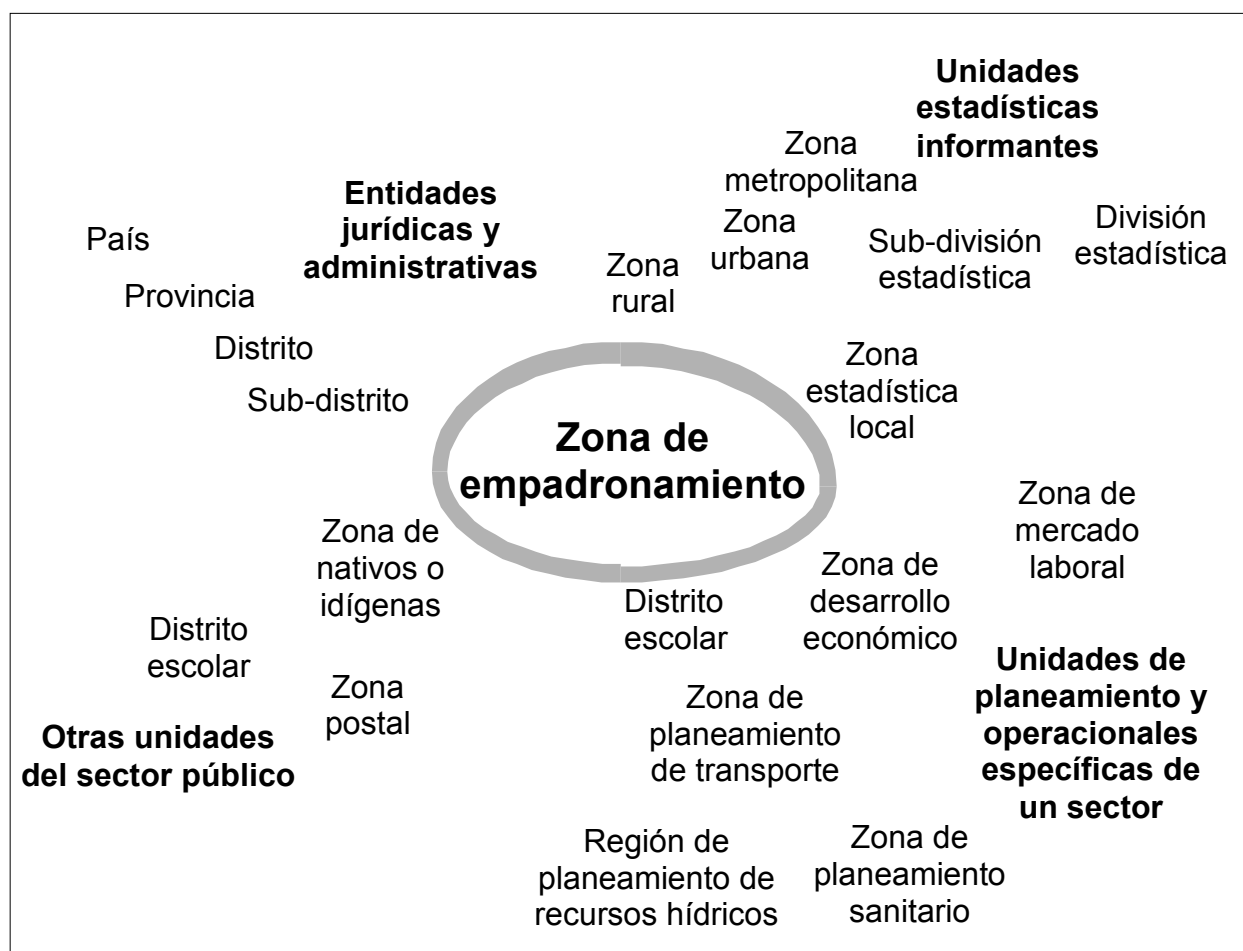 Unidades
estadísticas
informantes
Zona
metropolitana
Entidades
jurídicas y
administrativas
País
Provincia
Distrito
Sub-distrito
Zona
rural
Zona
urbana
Sub-división
estadística
División
estadística
Zona
estadística
local
Zona de
empadronamiento
Zona de
mercado
laboral
Zona de
nativos o
idígenas
Distrito
escolar
Zona
postal
Otras unidades
del sector público
Distrito
escolar
Zona de
desarrollo
económico
Unidades de
planeamiento y
operacionales
específicas de
un sector
Zona de
planeamiento
de transporte
Región de
planeamiento de
recursos hídricos
Zona de
planeamiento
sanitario